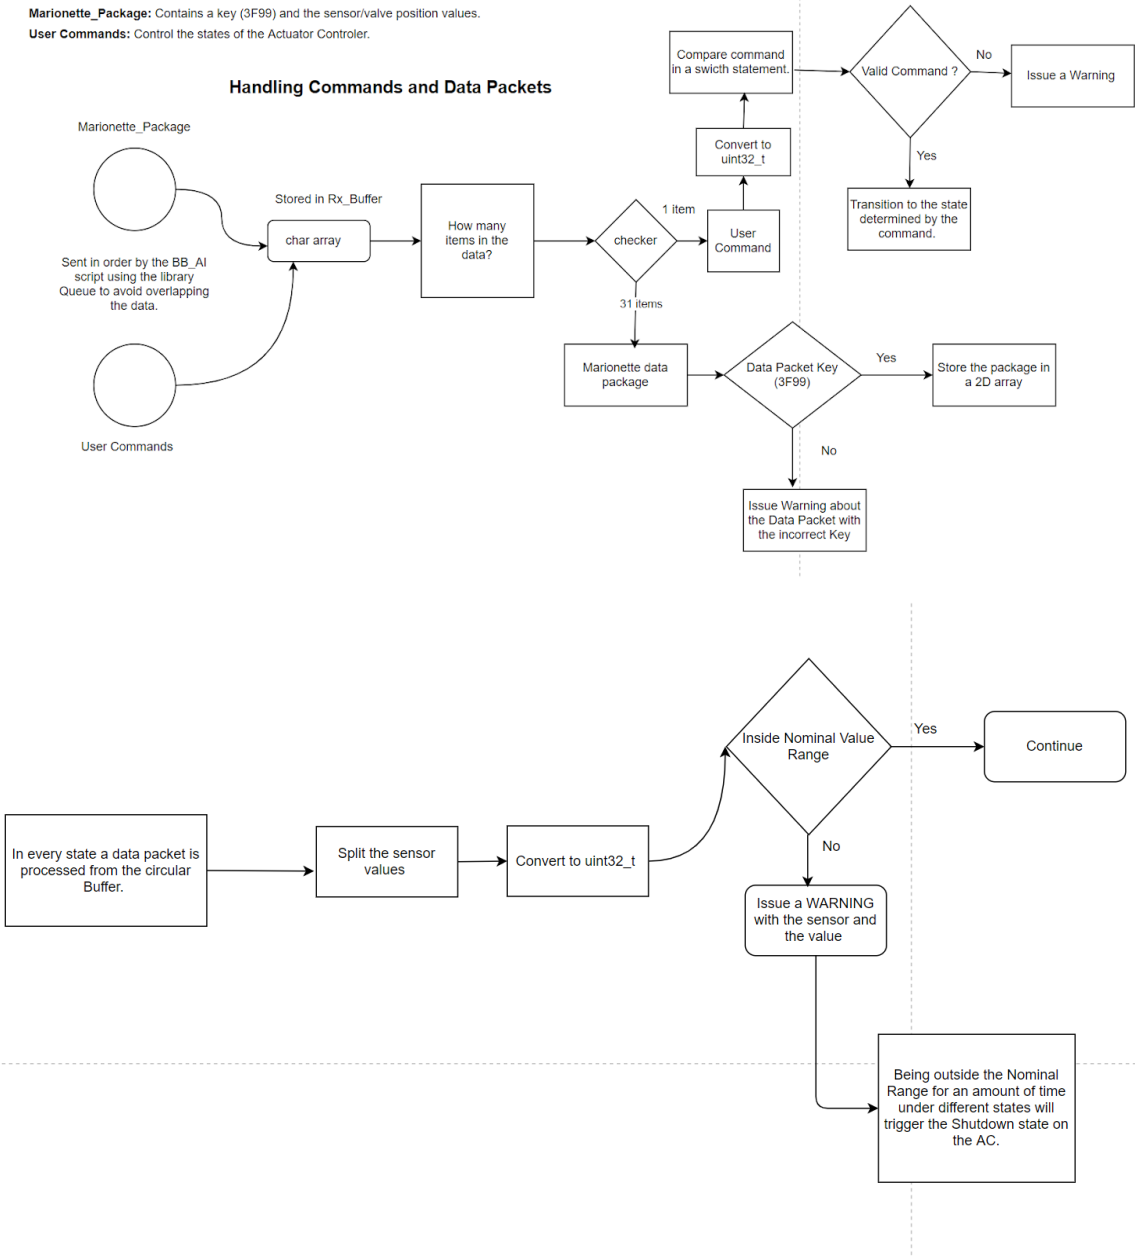 Marionette_Package: Contains a key (3F99) and the sensor/valve position values.
User Commands: Control the states of the Actuator Controler.
Handling Commands and Data Packets
Marionette_Package
Stored in Rx_Buffer
char array
Sent in order by the BB_AI
script using the library
Queue to avoid overlapping
the data.
User Commands
How many
items in the
data?
checker
1 item
31 items
User
Command
Convert to
uint32_t
Compare command
in a swicth statement.
Valid Command ?
No
Issue a Warning
Yes
Transition to the state
determined by the
command.
Marionette data
package
Data Packet Key
(3F99)
Yes
Store the package in
a 2D array
No
Issue Warning about
the Data Packet with
the incorrect Key
In every state a data packet is
processed from the circular
Buffer.
Split the sensor
values
Convert to uint32_t
Inside Nominal Value
Range
Yes
Continue
No
Issue a WARNING
with the sensor and
the value
Being outside the Nominal
Range for an amount of time
under different states will
trigger the Shutdown state on
the AC.